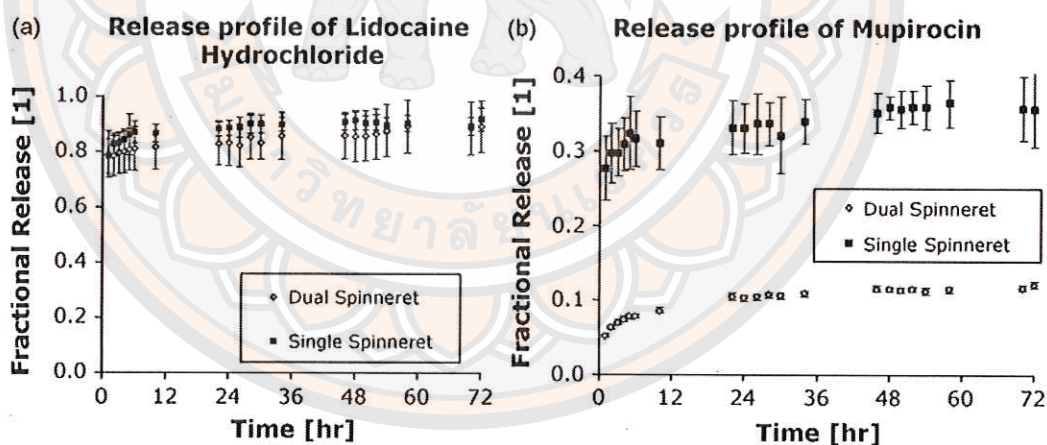 (a) Release profile of Lidocaine
Hydrochloride
Fractional Release [1]
1.0
0.8
0.6
0.4
0.2
0.0
Dual Spinneret
Single Spinneret
0 12 24 36 48 60 72
Time [hr]
(b) Release profile of Mupirocin
Fractional Release [1]
0.4
0.3
0.2
0.1
0.0
Dual Spinneret
Single Spinneret
0 12 24 36 48 60 72
Time [hr]